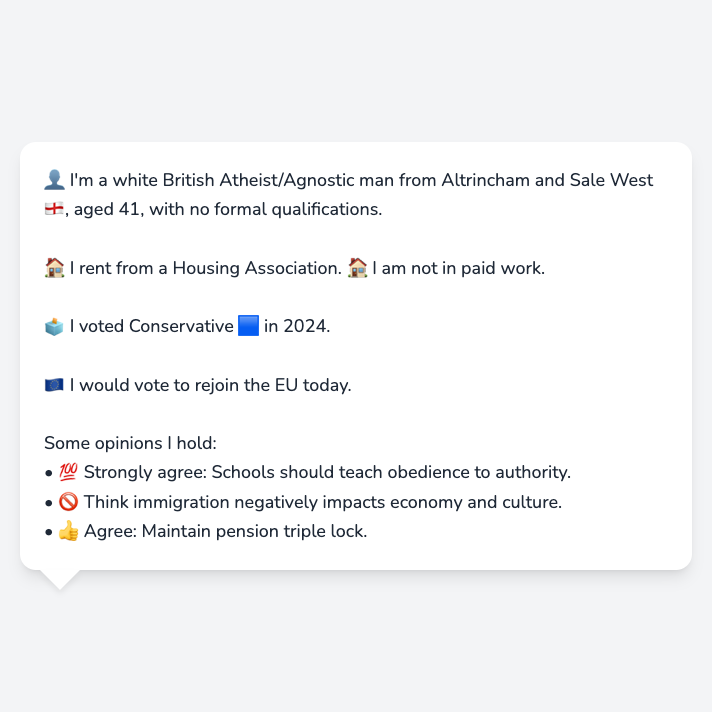 👤 I'm a white British Atheist/Agnostic man from Altrincham and Sale West
🏴󠁧󠁢󠁥󠁮󠁧󠁿, aged 41, with no formal qualifications.
🏠 I rent from a Housing Association. 🏠 I am not in paid work.
🗳️ I voted Conservative 🟦 in 2024.
🇪🇺 I would vote to rejoin the EU today.
Some opinions I hold:
• 💯 Strongly agree: Schools should teach obedience to authority.
• 🚫 Think immigration negatively impacts economy and culture.
• 👍 Agree: Maintain pension triple lock.